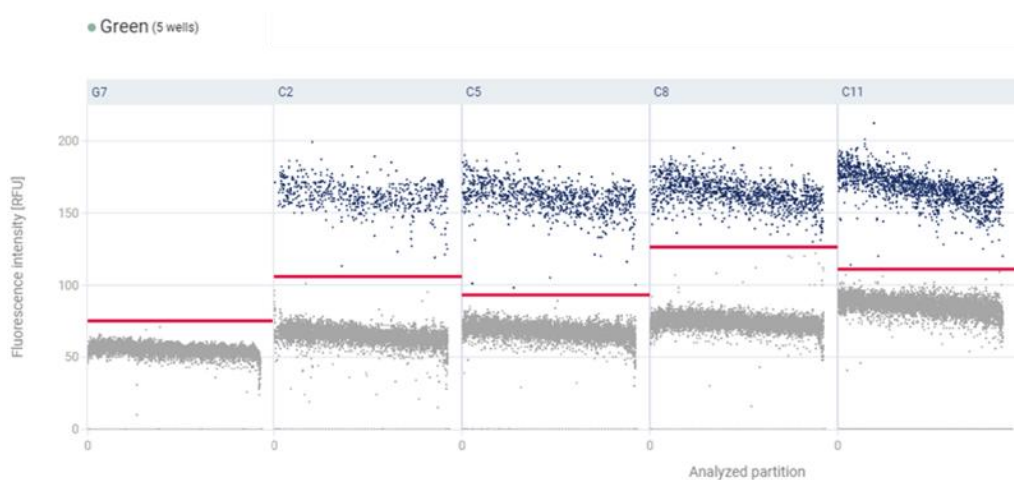 Green (5 wells)
G7 C2 C5 C8 C11
Fluorescence intensity [RFU]
200
150
100
50
0
0 0 0 0 0
Analyzed partition